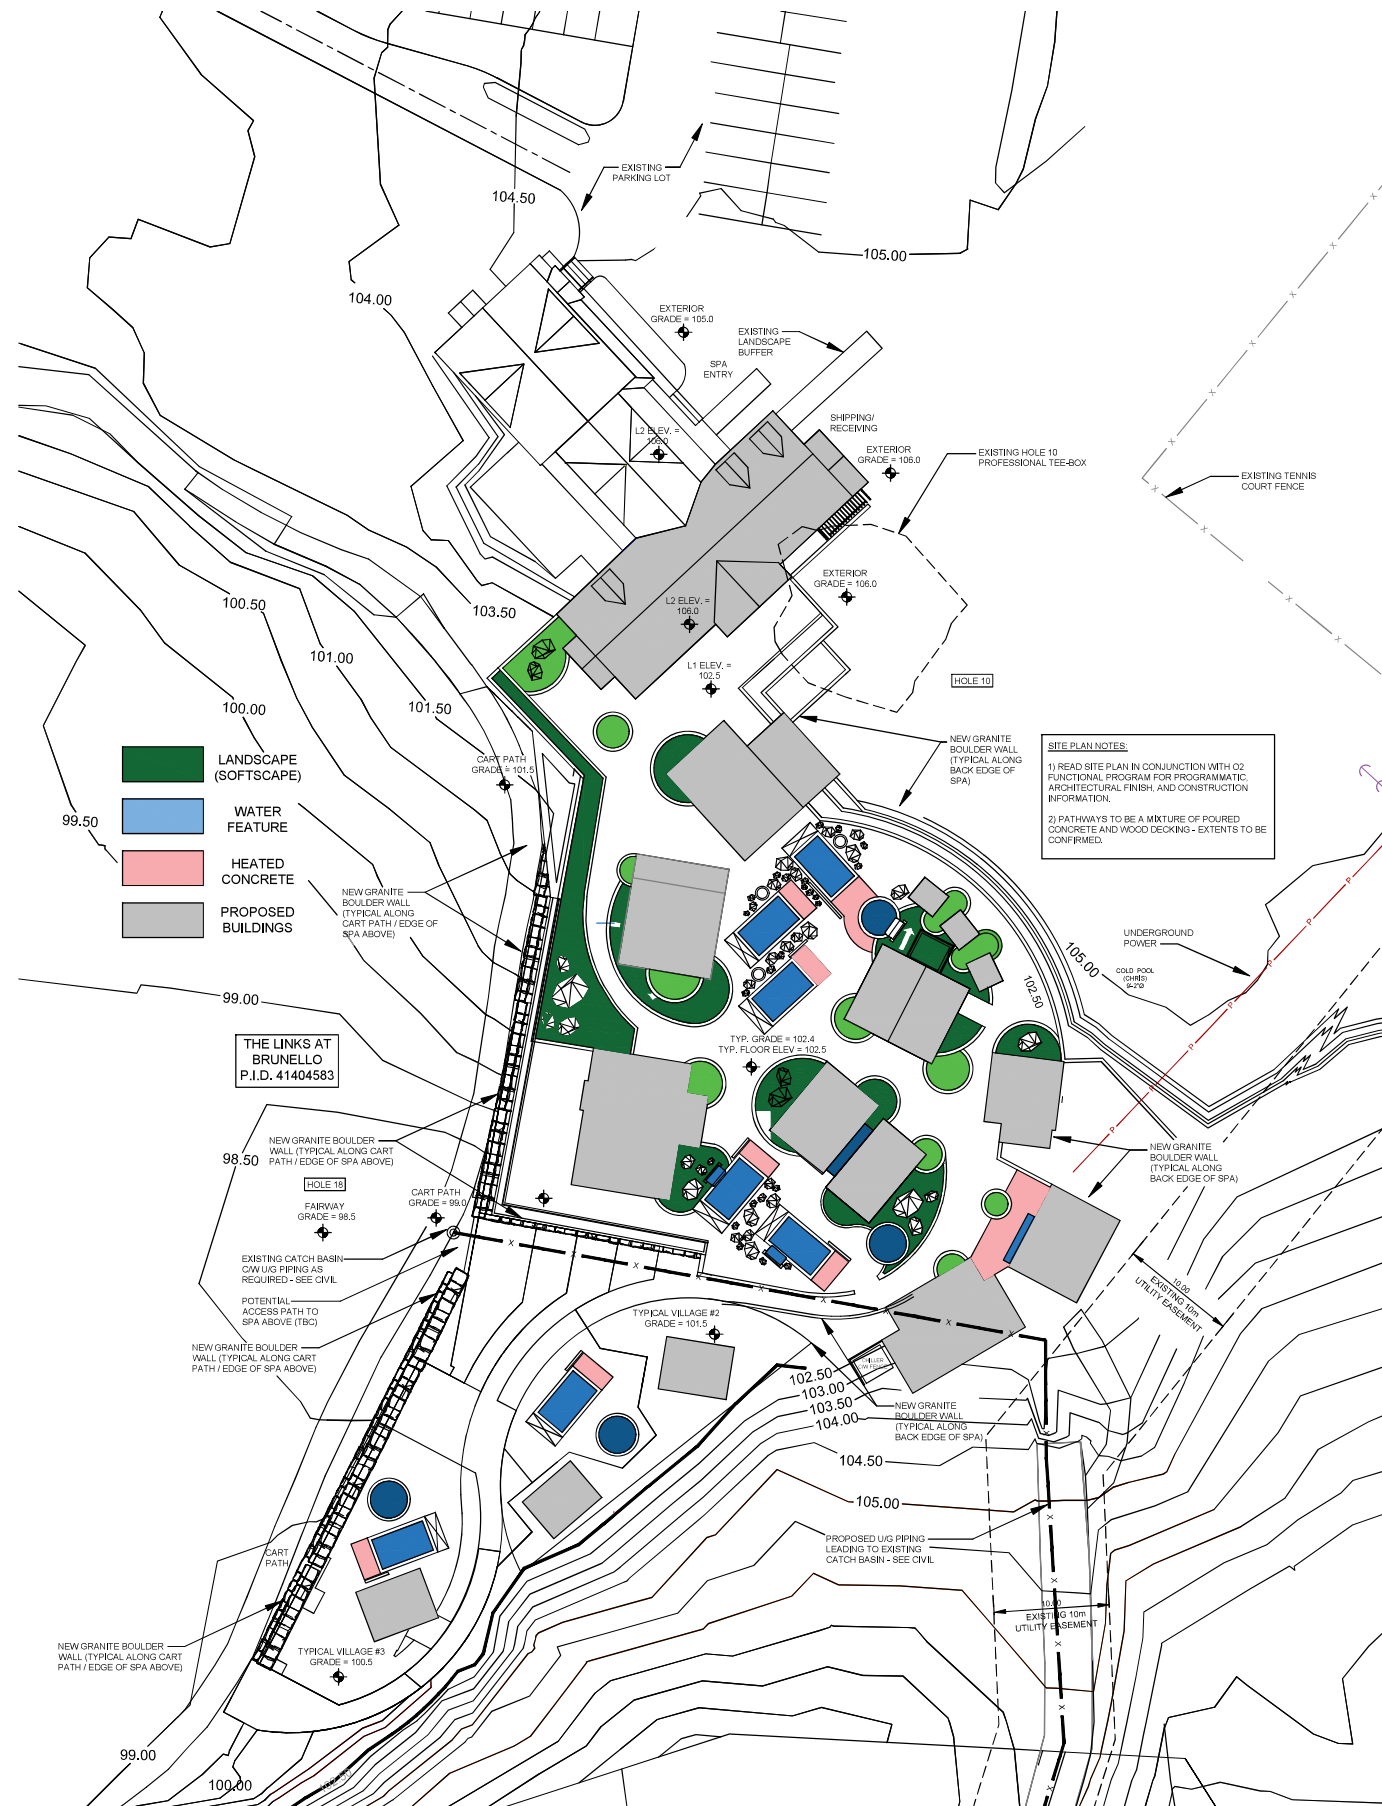 EXISTING
PARKING LOT
104.50
105.00
104.00
EXTERIOR
GRADE = 105.0
EXISTING
LANDSCAPE
BUFFER
SPA
ENTRY
SHIPPING/
RECEIVING
L2 ELEV. =
106.0
EXTERIOR
GRADE = 106.0
EXISTING HOLE 10
PROFESSIONAL TEE-BOX
EXISTING TENNIS
COURT FENCE
EXTERIOR
GRADE = 106.0
100.50
103.50
L2 ELEV. =
106.0
101.00
L1 ELEV. =
102.5
HOLE 10
100.00
101.50
NEW GRANITE
BOULDER WALL
(TYPICAL ALONG
BACK EDGE OF
SPA)
SITE PLAN NOTES:
1) READ SITE PLAN IN CONJUNCTION WITH O2
FUNCTIONAL PROGRAM FOR PROGRAMMATIC,
ARCHITECTURAL FINISH, AND CONSTRUCTION
INFORMATION.
2) PATHWAYS TO BE A MIXTURE OF POURED
CONCRETE AND WOOD DECKING - EXTENTS TO BE
CONFIRMED.
LANDSCAPE
(SOFTSCAPE)
CART PATH
GRADE = 101.5
WATER
FEATURE
99.50
HEATED
CONCRETE
NEW GRANITE
BOULDER WALL
(TYPICAL ALONG
CART PATH / EDGE OF
SPA ABOVE)
PROPOSED
BUILDINGS
UNDERGROUND
POWER
105.00
COLD POOL
(CHRIS)
9'-2"Ø
102.50
99.00
THE LINKS AT
BRUNELLO
P.I.D. 41404583
TYP. GRADE = 102.4
TYP. FLOOR ELEV = 102.5
NEW GRANITE BOULDER
WALL (TYPICAL ALONG CART
PATH / EDGE OF SPA ABOVE)
98.50
NEW GRANITE
BOULDER WALL
(TYPICAL ALONG
BACK EDGE OF SPA)
HOLE 18
CART PATH
GRADE = 99.0
FAIRWAY
GRADE = 98.5
EXISTING CATCH BASIN
C/W U/G PIPING AS
REQUIRED - SEE CIVIL
10.00
EXISTING 10m
UTILITY EASEMENT
POTENTIAL
ACCESS PATH TO
SPA ABOVE (TBC)
TYPICAL VILLAGE #2
GRADE = 101.5
NEW GRANITE BOULDER
WALL (TYPICAL ALONG CART
PATH / EDGE OF SPA ABOVE)
CHILLER
C/W FENCE
102.50
103.00
103.50
104.00
NEW GRANITE
BOULDER WALL
(TYPICAL ALONG
BACK EDGE OF SPA)
104.50
105.00
PROPOSED U/G PIPING
LEADING TO EXISTING
CATCH BASIN - SEE CIVIL
CART
PATH
10.00
EXISTING 10m
UTILITY EASEMENT
NEW GRANITE BOULDER
WALL (TYPICAL ALONG CART
PATH / EDGE OF SPA ABOVE)
TYPICAL VILLAGE #3
GRADE = 100.5
99.00
100.00